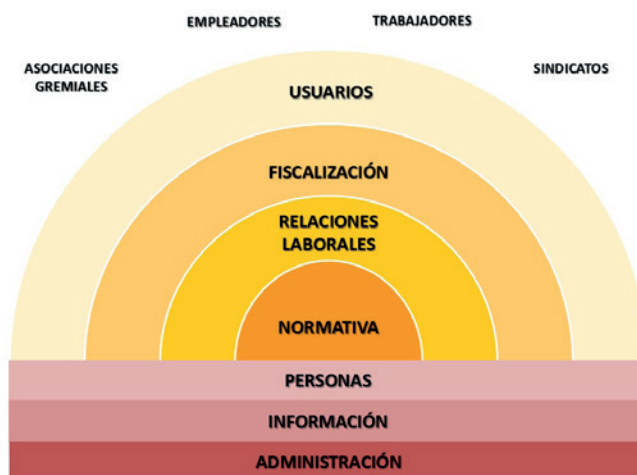 EMPLEADORES
TRABAJADORES
ASOCIACIONES
GREMIALES
SINDICATOS
USUARIOS
FISCALIZACIÓN
RELACIONES
LABORALES
NORMATIVA
PERSONAS
INFORMACIÓN
ADMINISTRACIÓN